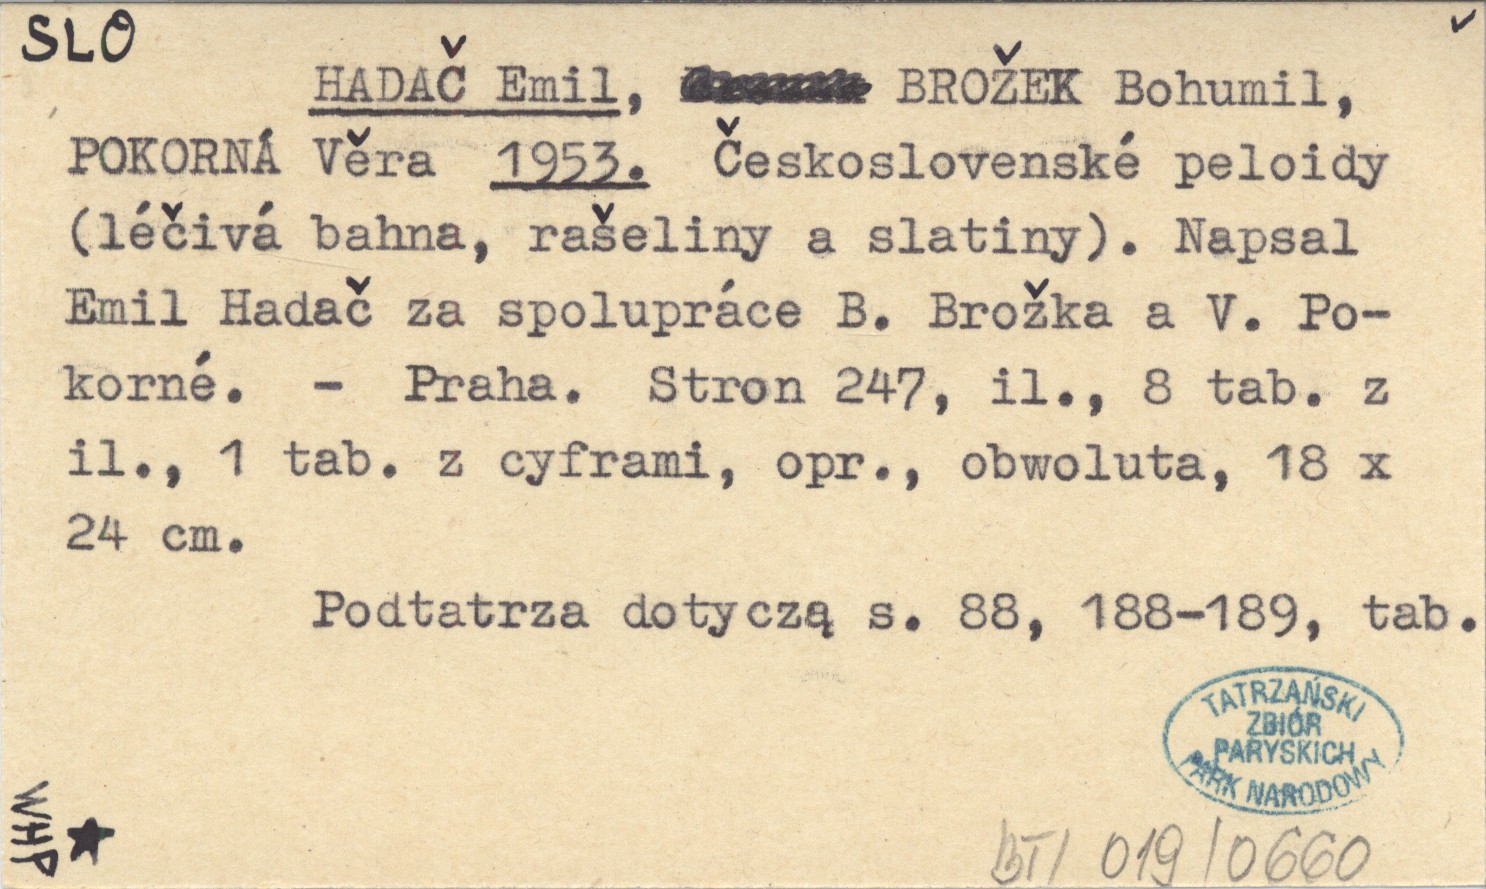 SLO
HADAČ Emil, BROŽEK Bohumil,
POKORNÁ Věra 1953. Československé peloidy
(léčivá bahna, rašeliny a slatiny). Napsal
Emil Hadač za spolupráce B. Brožka a V. Po-
korné. - Praha. Stron 247, il., 8 tab. z
il., 1 tab. z cyframi, opr., obwoluta, 18 x
24 cm.
Podtatrza dotyczą s. 88, 188-189, tab.
TATRZAŃSKI
ZBIÓR
PARYSKICH
PARK NARODOWY
WHP
BT/ 019/0660